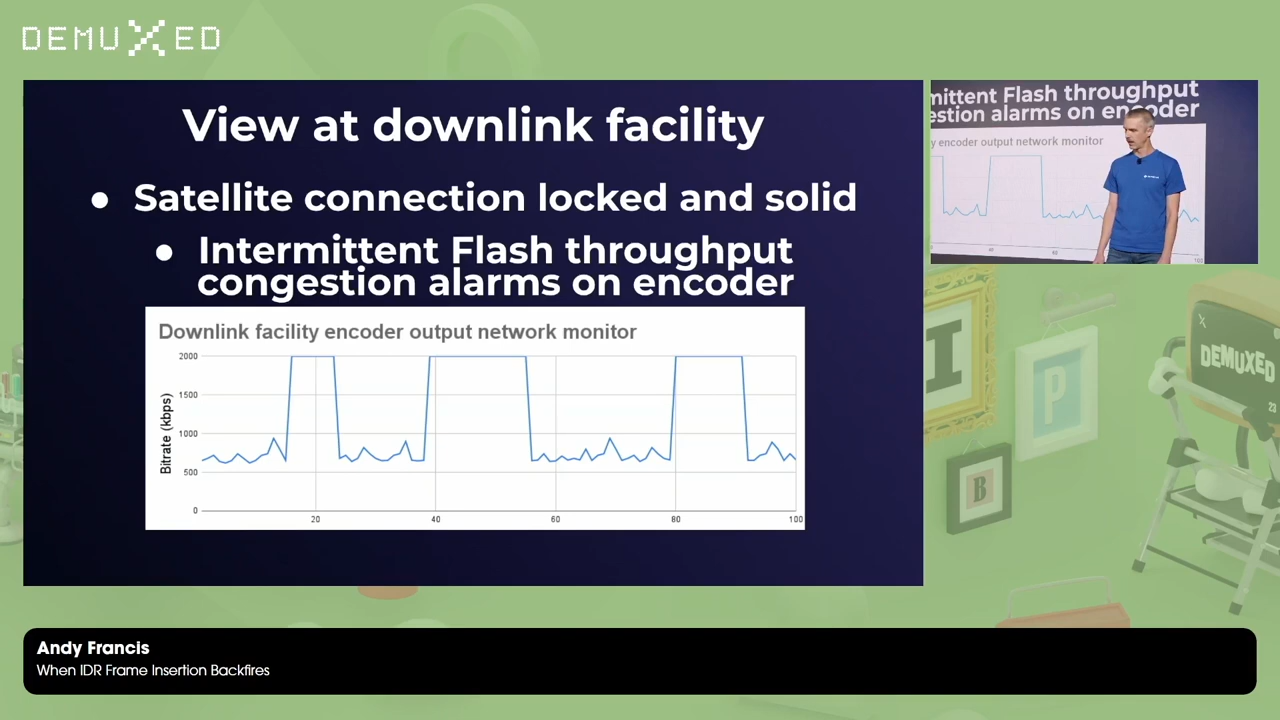 DEMUXED
View at downlink facility
● Satellite connection locked and solid
● Intermittent Flash throughput
congestion alarms on encoder
Downlink facility encoder output network monitor
Bitrate (kbps)
2000
1500
1000
500
0
20
40
60
80
100
mittent Flash throughput
estion alarms on encoder
y encoder output network monitor
I
P
B
DEMUXED
23
Andy Francis
When IDR Frame Insertion Backfires